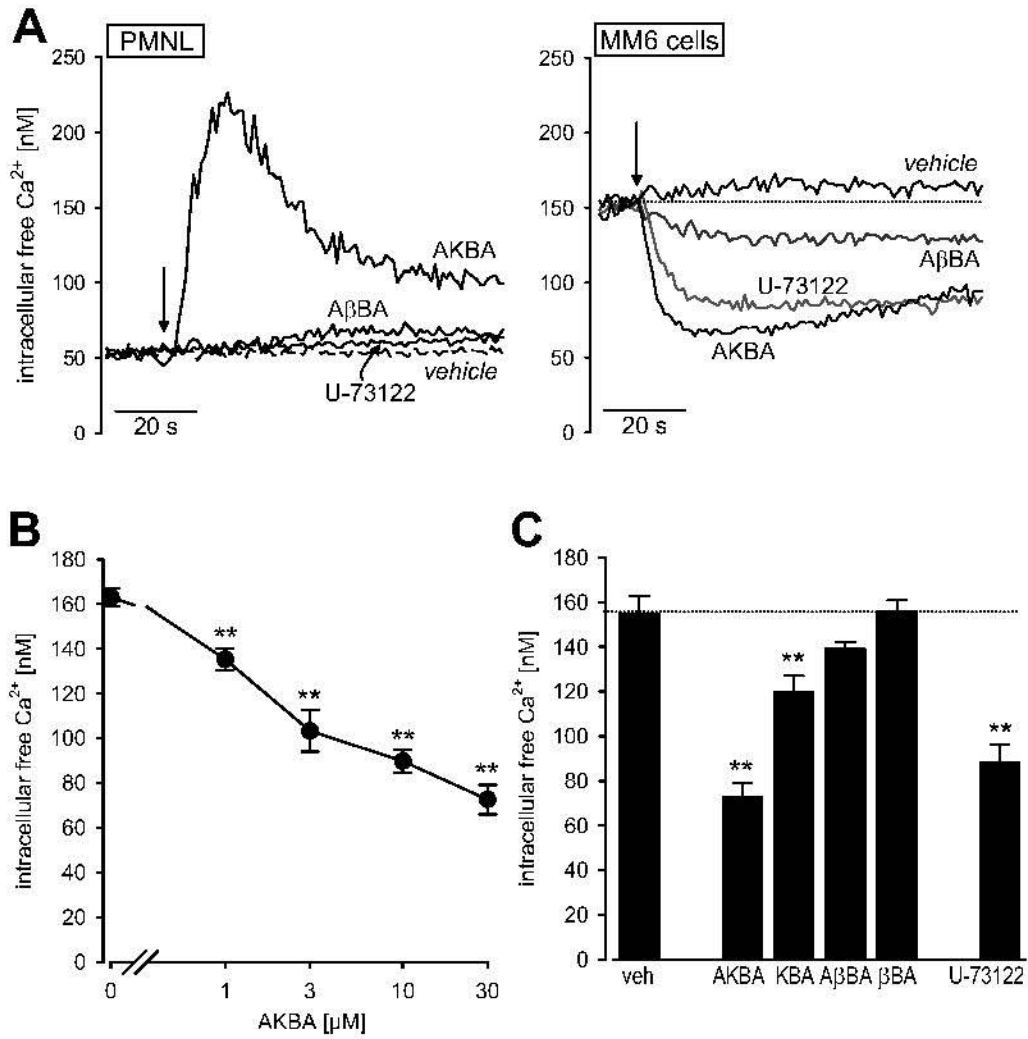 A
PMNL
MM6 cells
intracellular free Ca²⁺ [nM]
250
200
150
100
50
0
AKBA
AβBA
U-73122
vehicle
20 s
250
200
150
100
50
0
vehicle
AβBA
U-73122
AKBA
20 s
B
intracellular free Ca²⁺ [nM]
180
160
140
120
100
80
60
40
20
0
**
**
**
**
0 1 3 10 30
AKBA [µM]
C
intracellular free Ca²⁺ [nM]
180
160
140
120
100
80
60
40
20
0
**
**
**
veh AKBA KBA AβBA βBA U-73122